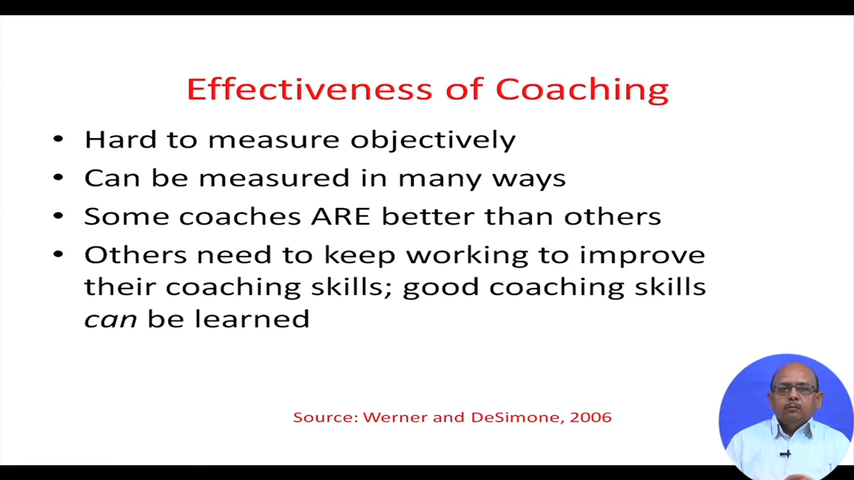 Effectiveness of Coaching
• Hard to measure objectively
• Can be measured in many ways
• Some coaches ARE better than others
• Others need to keep working to improve
their coaching skills; good coaching skills
can be learned
Source: Werner and DeSimone, 2006